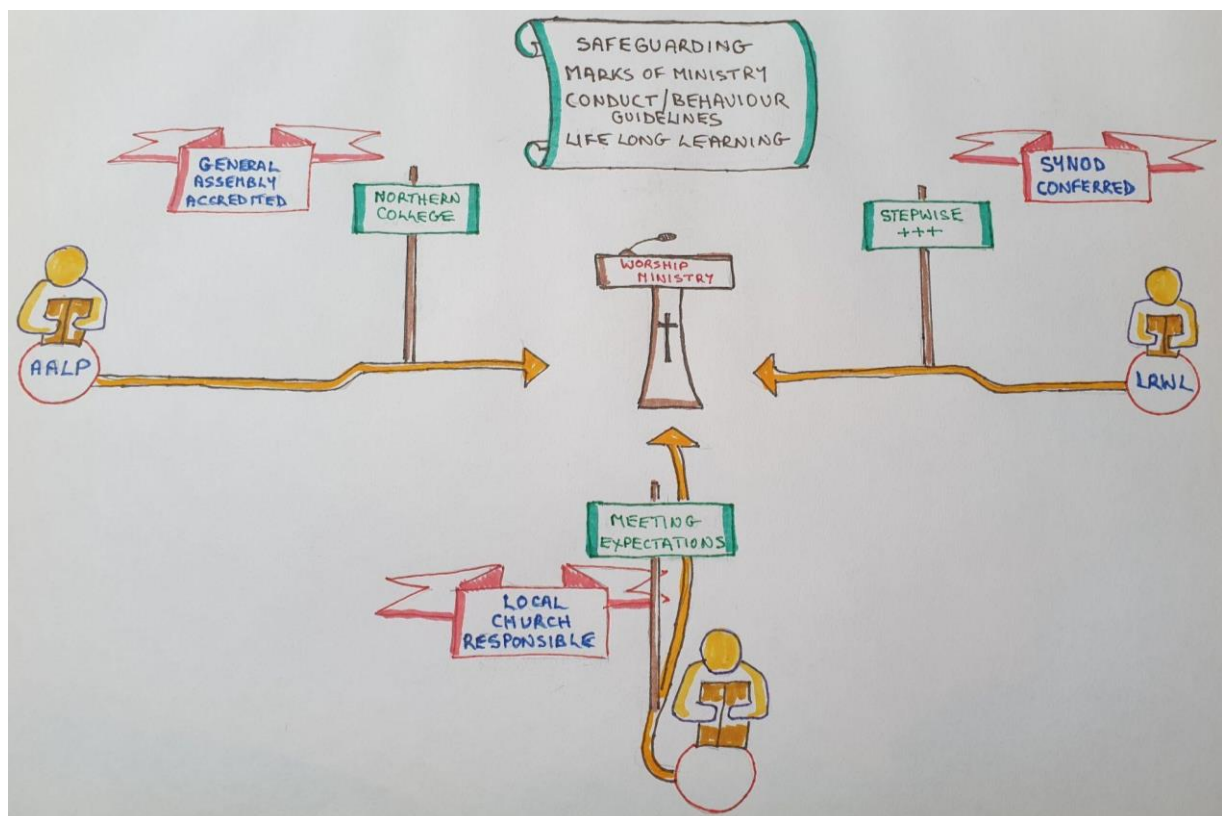 SAFEGUARDING
MARKS OF MINISTRY
CONDUCT/BEHAVIOUR
GUIDELINES
LIFE LONG LEARNING
GENERAL
ASSEMBLY
ACCREDITED
NORTHERN
COLLEGE
SYNOD
CONFERRED
STEPWISE
+++
WORSHIP
MINISTRY
AALP
LRWL
MEETING
EXPECTATIONS
LOCAL
CHURCH
RESPONSIBLE